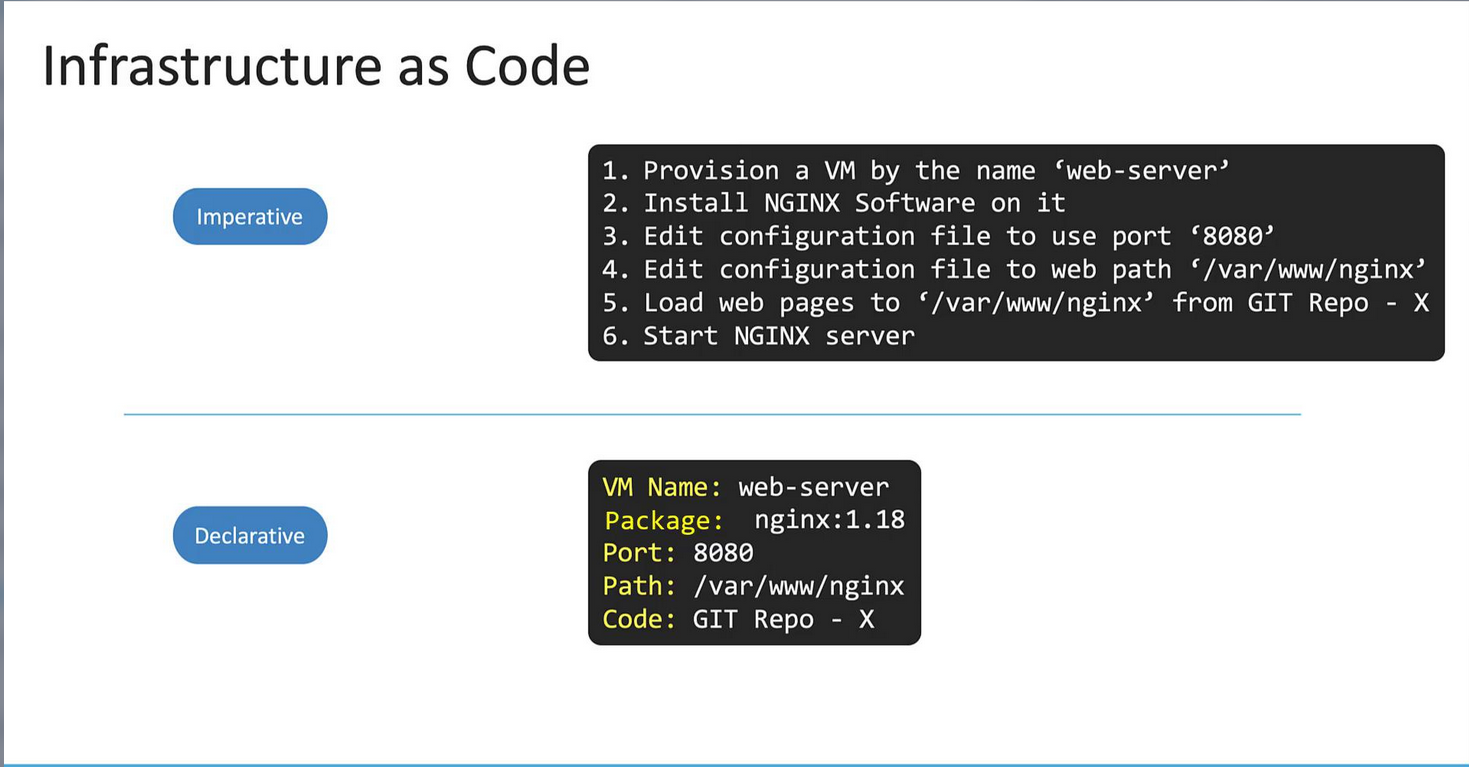 Infrastructure as Code
Imperative
1. Provision a VM by the name ‘web-server’
2. Install NGINX Software on it
3. Edit configuration file to use port ‘8080’
4. Edit configuration file to web path ‘/var/www/nginx’
5. Load web pages to ‘/var/www/nginx’ from GIT Repo - X
6. Start NGINX server
Declarative
VM Name: web-server
Package: nginx:1.18
Port: 8080
Path: /var/www/nginx
Code: GIT Repo - X